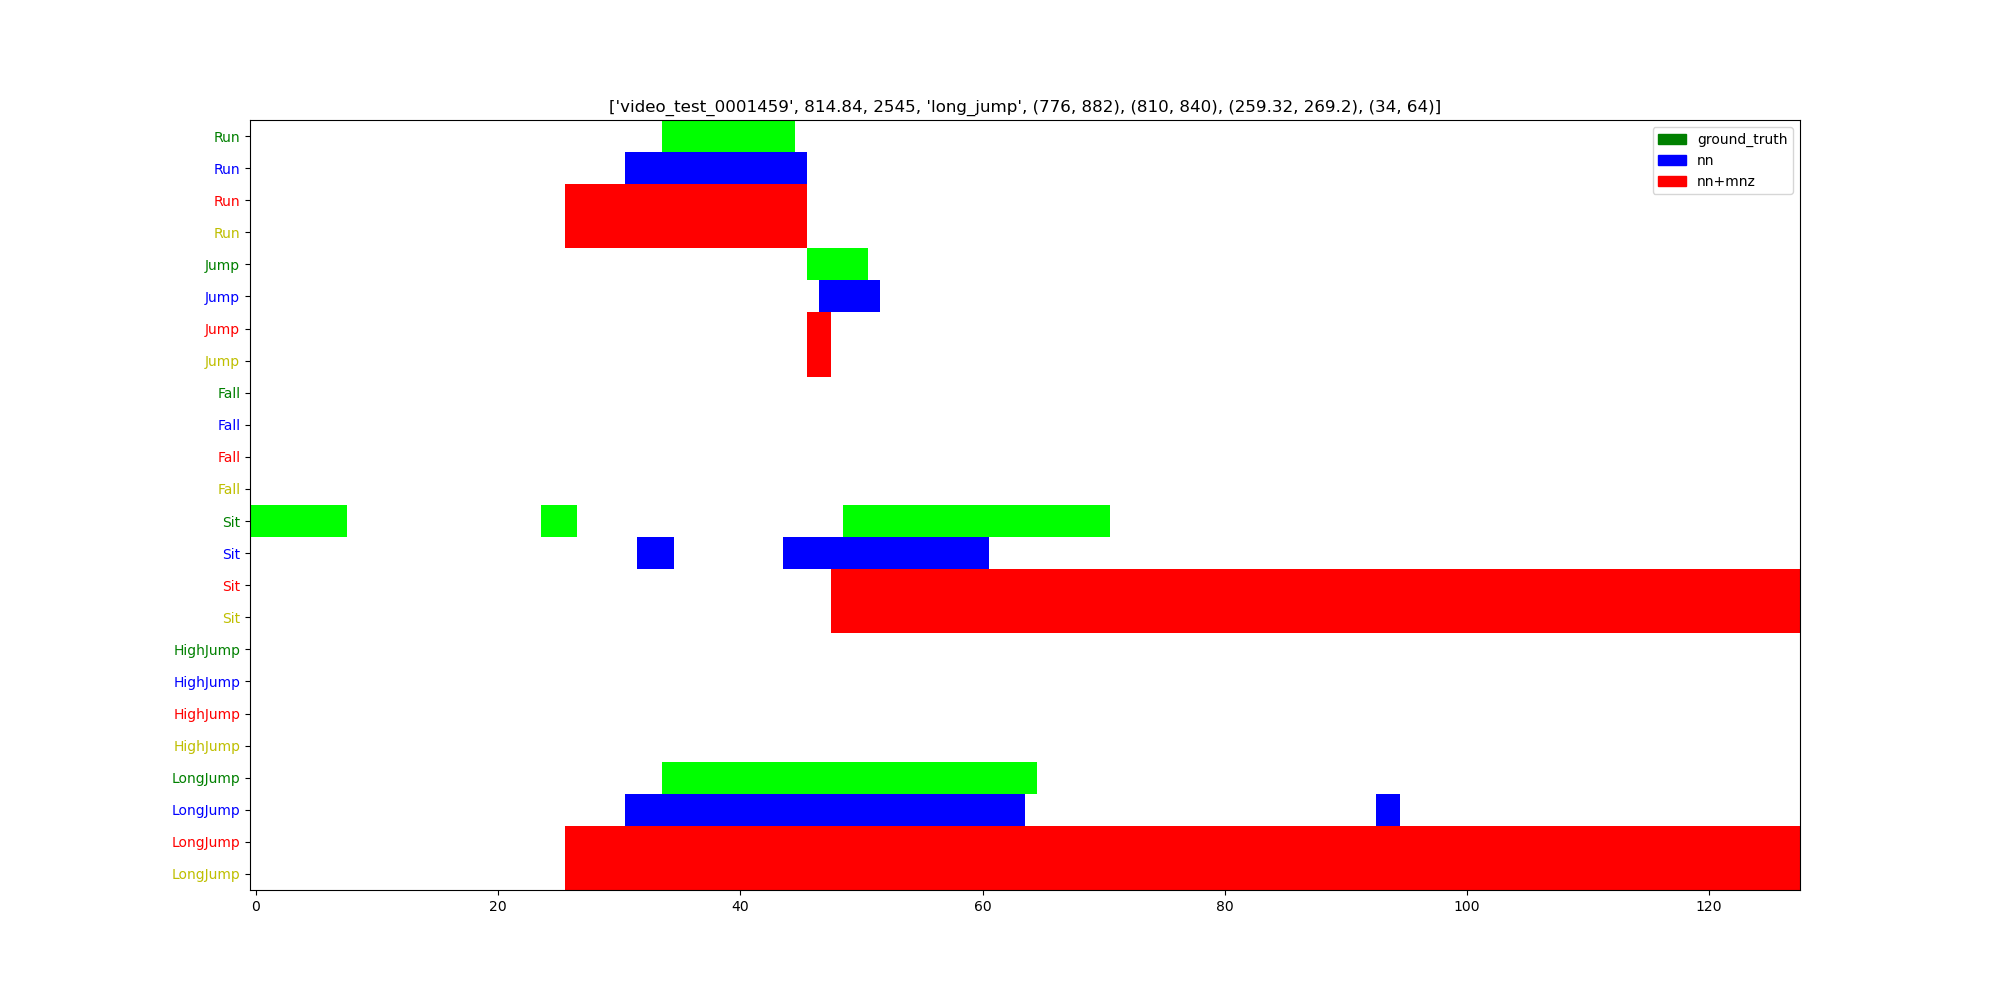 ['video_test_0001459', 814.84, 2545, 'long_jump', (776, 882), (810, 840), (259.32, 269.2), (34, 64)]
ground_truth
nn
nn+mnz
Run
Run
Run
Run
Jump
Jump
Jump
Jump
Fall
Fall
Fall
Fall
Sit
Sit
Sit
Sit
HighJump
HighJump
HighJump
HighJump
LongJump
LongJump
LongJump
LongJump
0 20 40 60 80 100 120